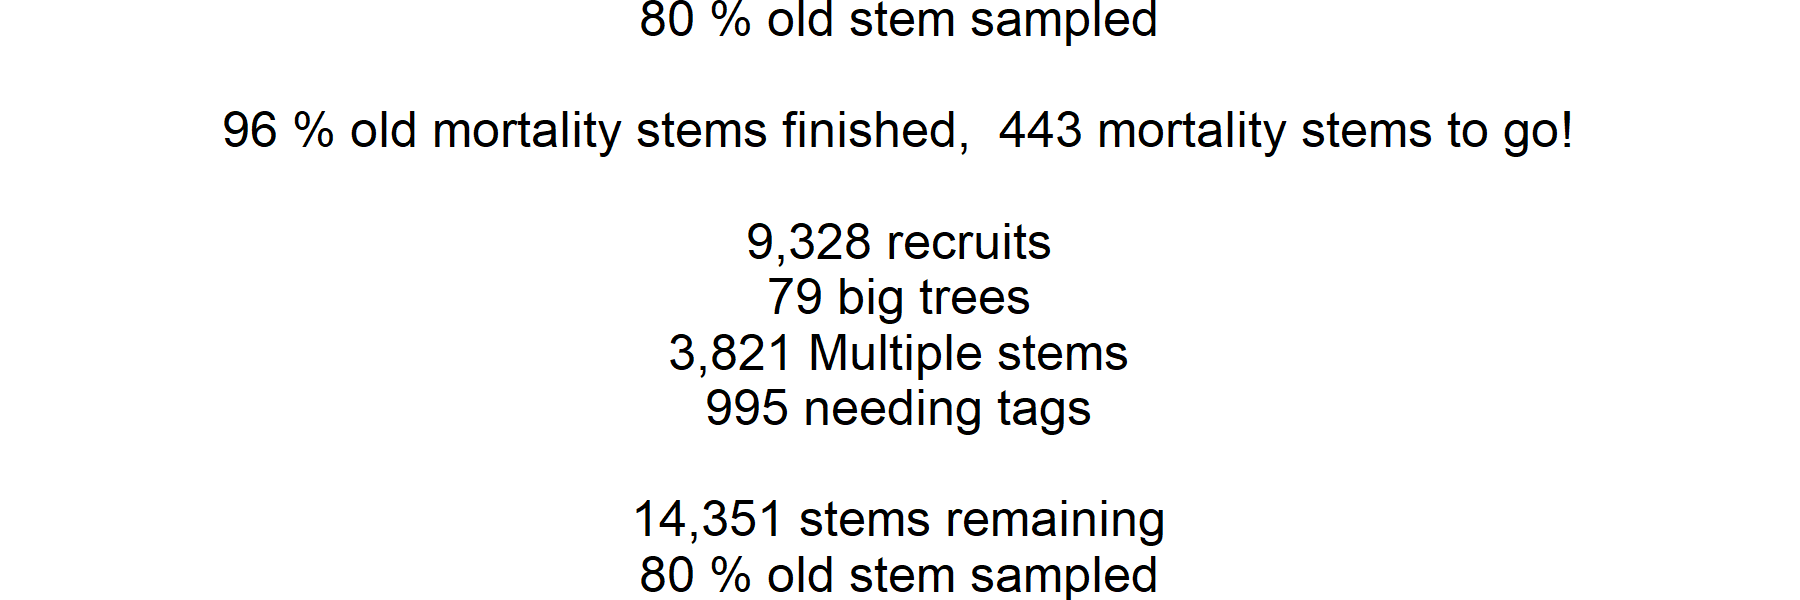 80 % old stem sampled
96 % old mortality stems finished,  443 mortality stems to go!
9,328 recruits
79 big trees
3,821 Multiple stems
995 needing tags
14,351 stems remaining
80 % old stem sampled